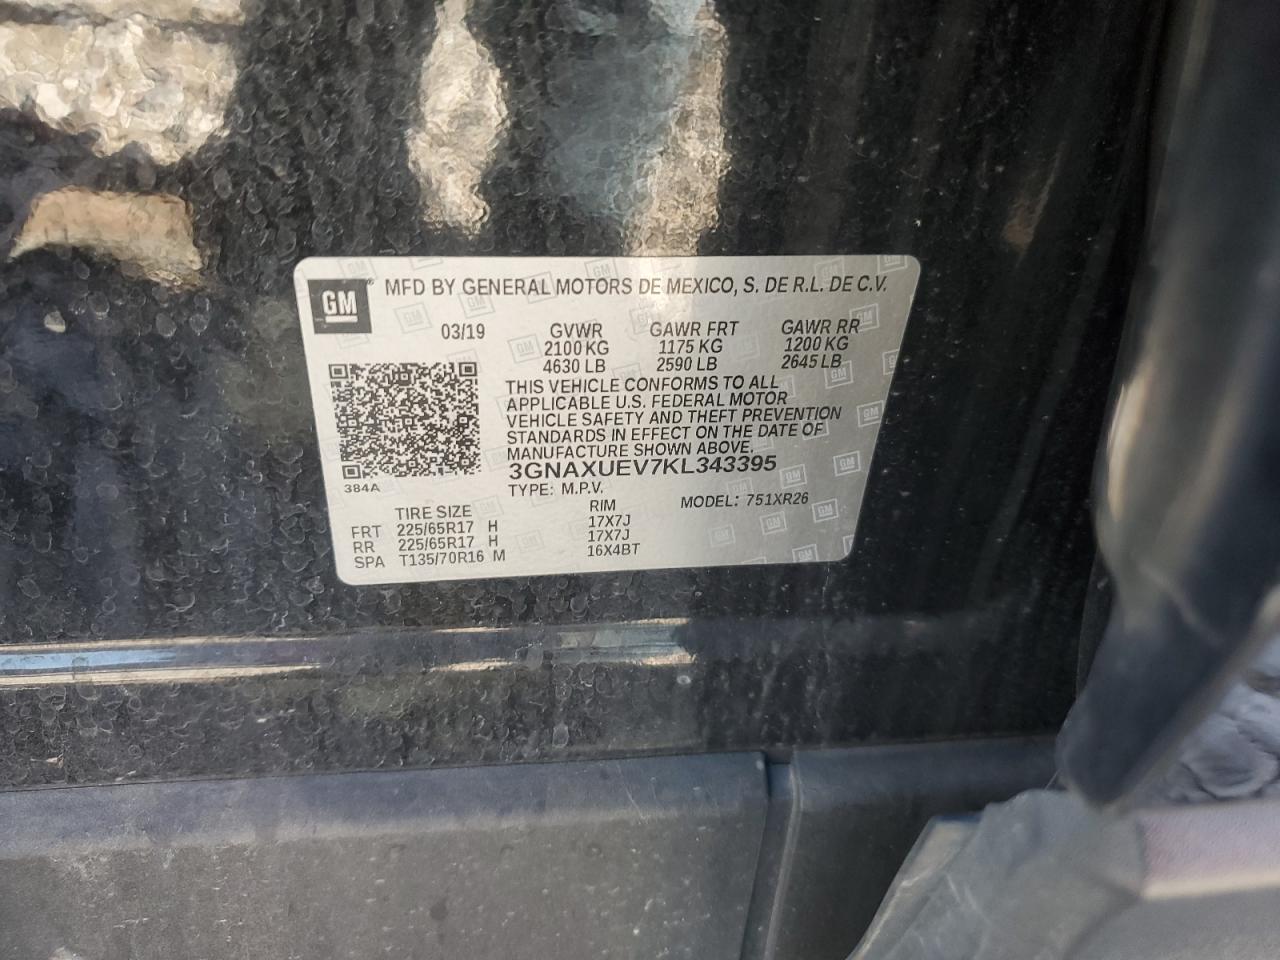 GM
MFD BY GENERAL MOTORS DE MEXICO, S. DE R.L. DE C.V.
03/19 GVWR GAWR FRT GAWR RR
2100 KG 1175 KG 1200 KG
4630 LB 2590 LB 2645 LB
THIS VEHICLE CONFORMS TO ALL
APPLICABLE U.S. FEDERAL MOTOR
VEHICLE SAFETY AND THEFT PREVENTION
STANDARDS IN EFFECT ON THE DATE OF
MANUFACTURE SHOWN ABOVE.
3GNAXUEV7KL343395
384A
TYPE: M.P.V. MODEL: 751XR26
TIRE SIZE RIM
FRT 225/65R17 H 17X7J
RR 225/65R17 H 17X7J
SPA T135/70R16 M 16X4BT